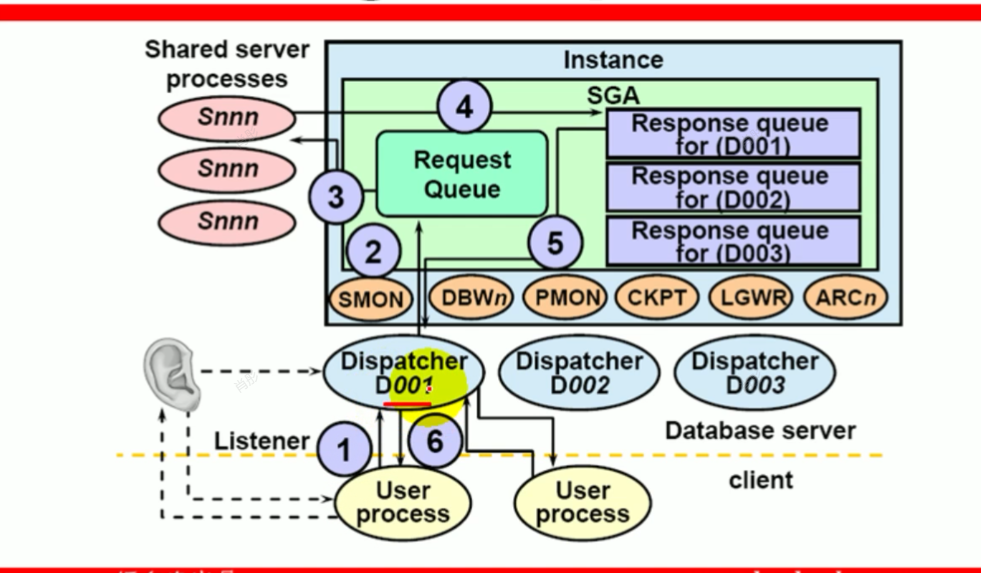 Shared server
processes
Snnn
Snnn
Snnn
Instance
SGA
4
Request
Queue
3
2
5
Response queue
for (D001)
Response queue
for (D002)
Response queue
for (D003)
SMON
DBWn
PMON
CKPT
LGWR
ARCn
Dispatcher
D001
Dispatcher
D002
Dispatcher
D003
Listener
1
6
Database server
client
User
process
User
process